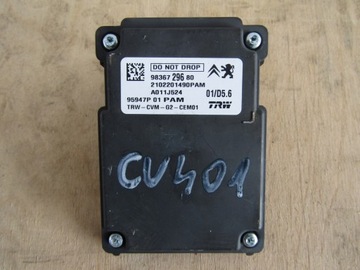 DO NOT DROP
98367 296 80
2102201490PAM
A011J524 01/D5.6
95947P 01 PAM
TRW-CVM-G2-CEM01 TRW
CV401